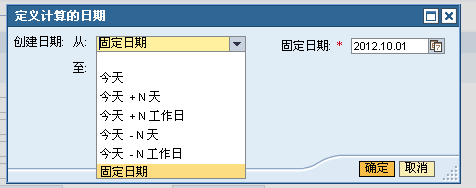 定义计算的日期
创建日期: 从: 固定日期 固定日期: * 2012.10.01
至:
今天
今天 + N 天
今天 + N 工作日
今天 - N 天
今天 - N 工作日
固定日期
确定 取消